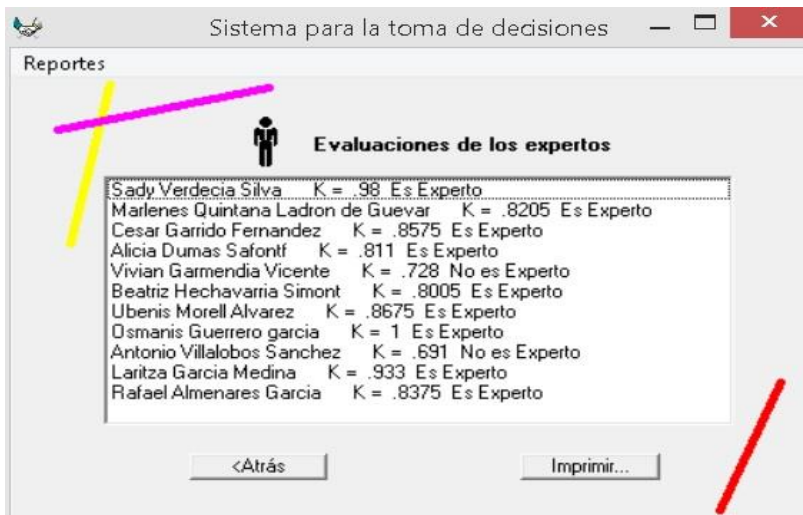 Sistema para la toma de decisiones
Reportes
Evaluaciones de los expertos
Sady Verdecia Silva K = .98 Es Experto
Marlenes Quintana Ladron de Guevar K = .8205 Es Experto
Cesar Garrido Fernandez K = .8575 Es Experto
Alicia Dumas Safontf K = .811 Es Experto
Vivian Garmendia Vicente K = .728 No es Experto
Beatriz Hechavarria Simont K = .8005 Es Experto
Ubenis Morell Alvarez K = .8675 Es Experto
Osmanis Guerrero garcia K = 1 Es Experto
Antonio Villalobos Sanchez K = .691 No es Experto
Laritza Garcia Medina K = .933 Es Experto
Rafael Almenares Garcia K = .8375 Es Experto
<Atrás
Imprimir...